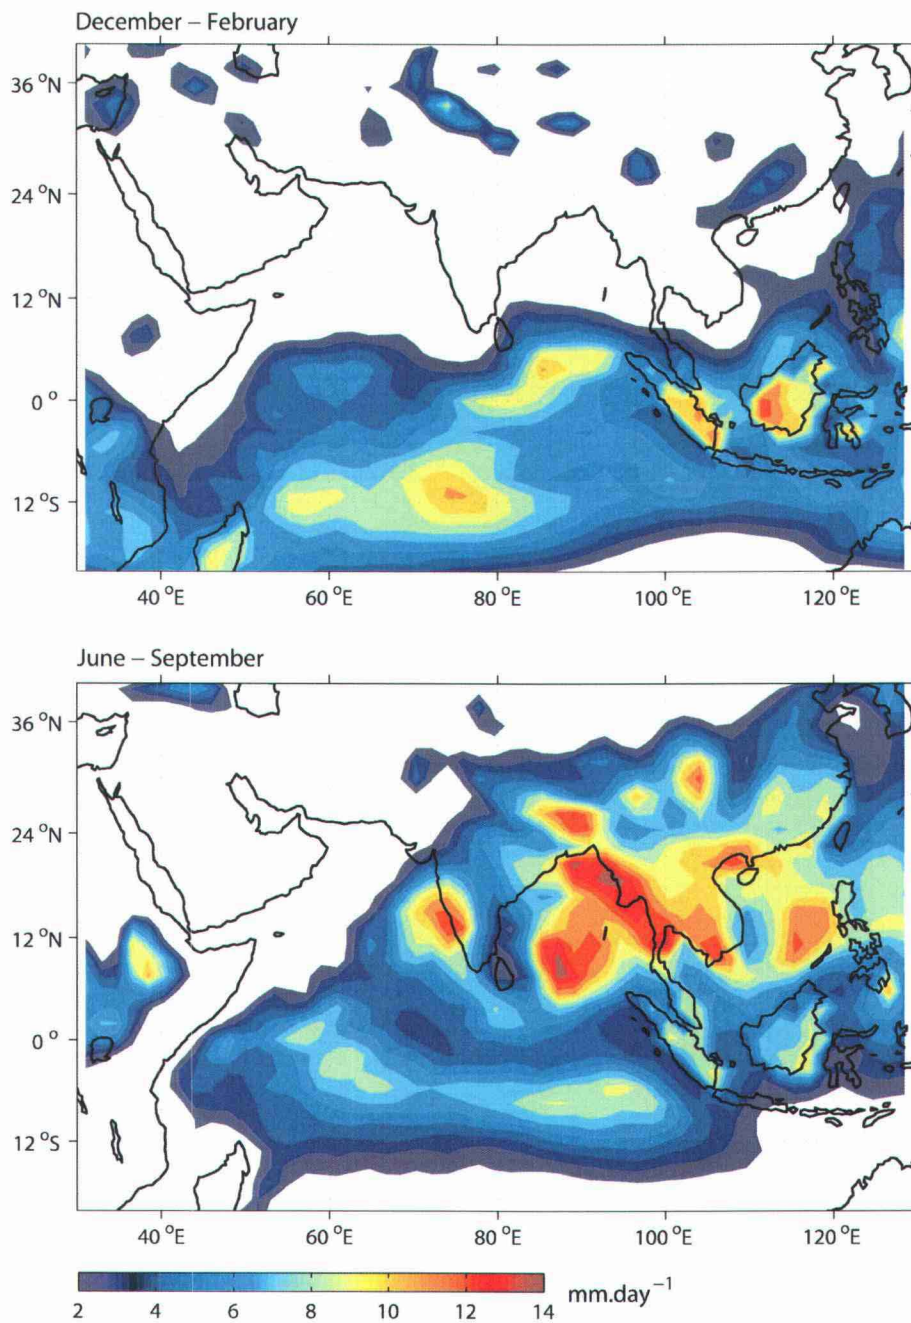 December – February
36 °N
24 °N
12 °N
0 °
12 °S
40 °E
60 °E
80 °E
100 °E
120 °E
June – September
36 °N
24 °N
12 °N
0 °
12 °S
40 °E
60 °E
80 °E
100 °E
120 °E
2 4 6 8 10 12 14
mm.day⁻¹